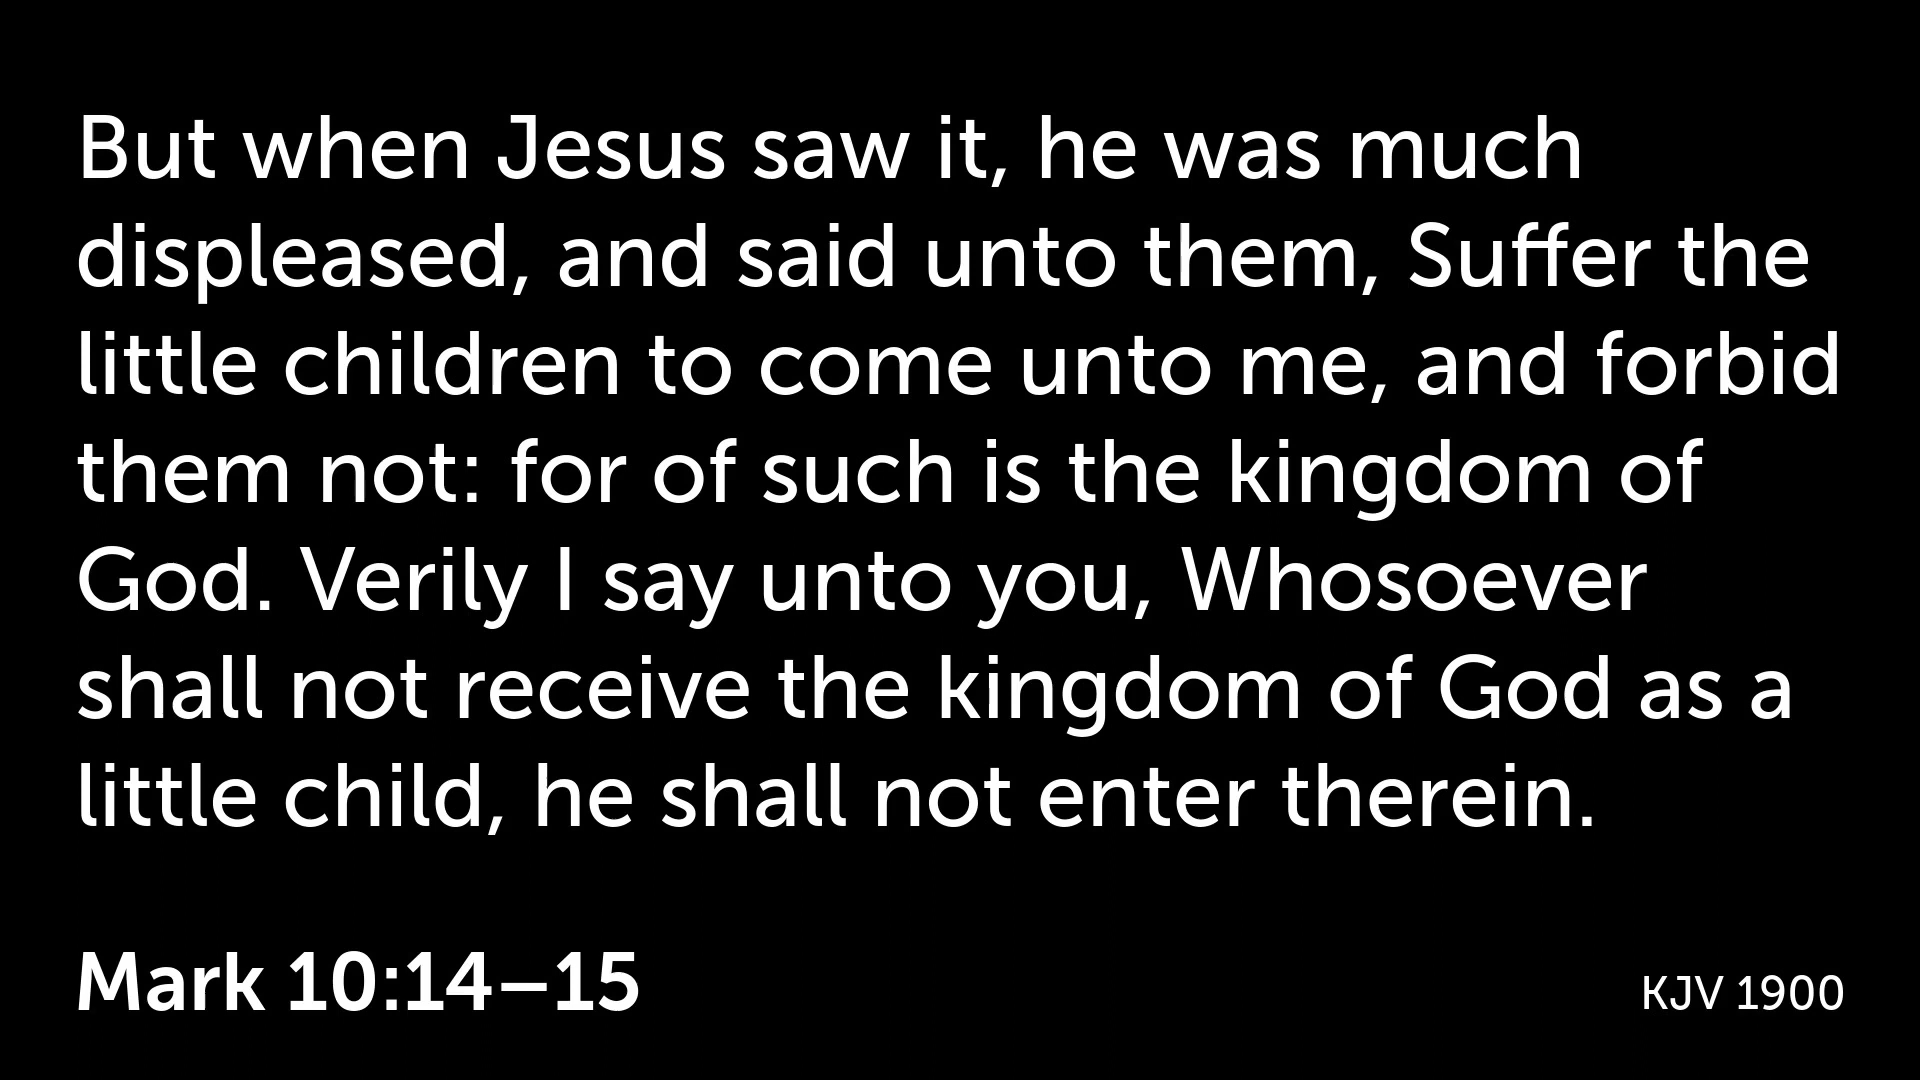 But when Jesus saw it, he was much
displeased, and said unto them, Suffer the
little children to come unto me, and forbid
them not: for of such is the kingdom of
God. Verily I say unto you, Whosoever
shall not receive the kingdom of God as a
little child, he shall not enter therein.
Mark 10:14–15
KJV 1900